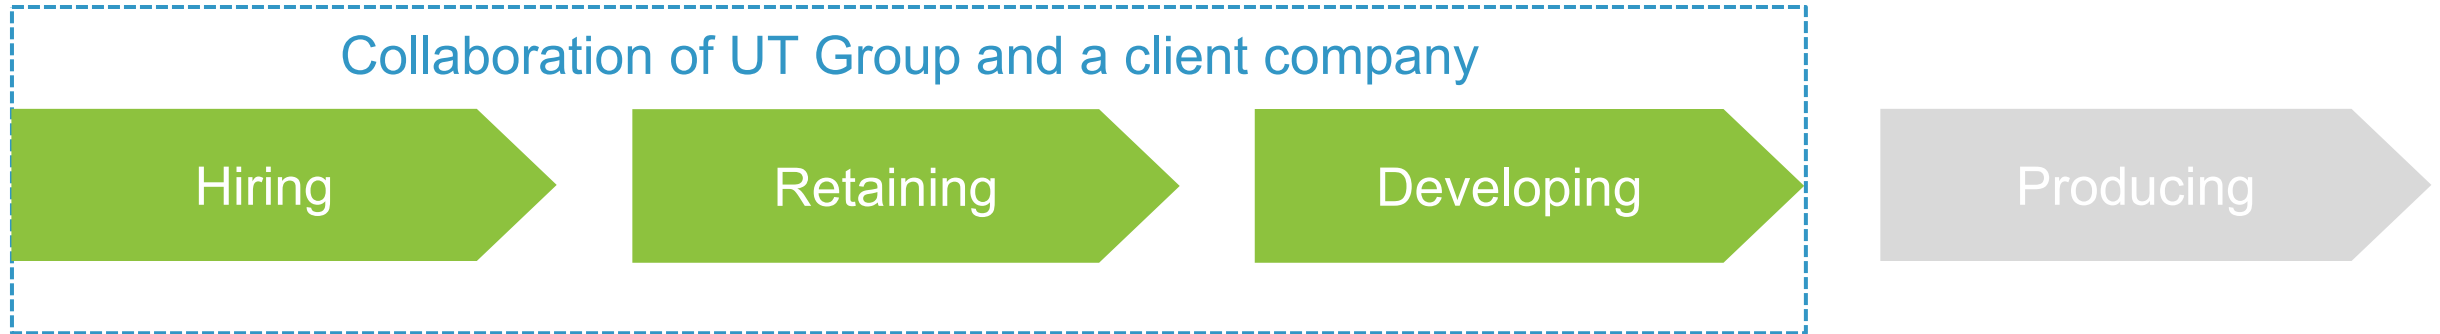 Collaboration of UT Group and a client company
Hiring
Retaining
Developing
Producing